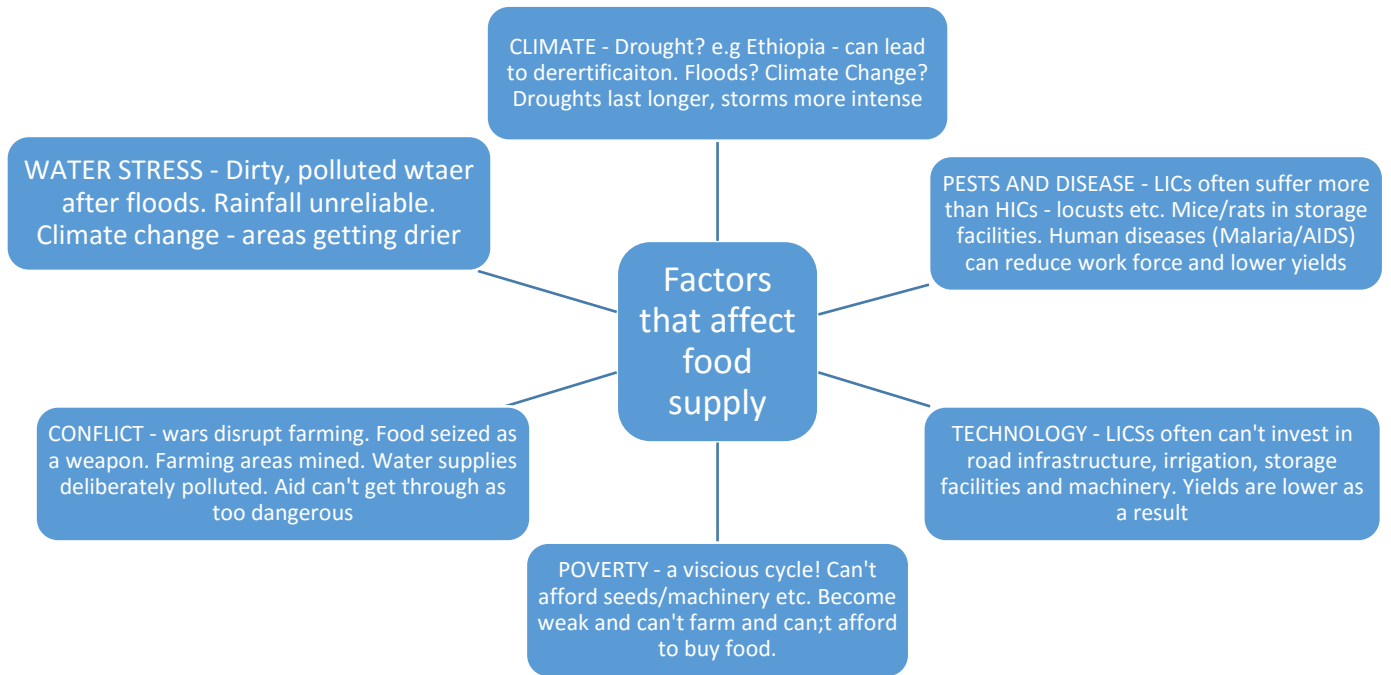 CLIMATE - Drought? e.g Ethiopia - can lead
to derertificaiton. Floods? Climate Change?
Droughts last longer, storms more intense
WATER STRESS - Dirty, polluted wtaer
after floods. Rainfall unreliable.
Climate change - areas getting drier
PESTS AND DISEASE - LICs often suffer more
than HICs - locusts etc. Mice/rats in storage
facilities. Human diseases (Malaria/AIDS)
can reduce work force and lower yields
Factors
that affect
food
supply
CONFLICT - wars disrupt farming. Food seized as
a weapon. Farming areas mined. Water supplies
deliberately polluted. Aid can't get through as
too dangerous
TECHNOLOGY - LICSs often can't invest in
road infrastructure, irrigation, storage
facilities and machinery. Yields are lower as
a result
POVERTY - a viscious cycle! Can't
afford seeds/machinery etc. Become
weak and can't farm and can;t afford
to buy food.